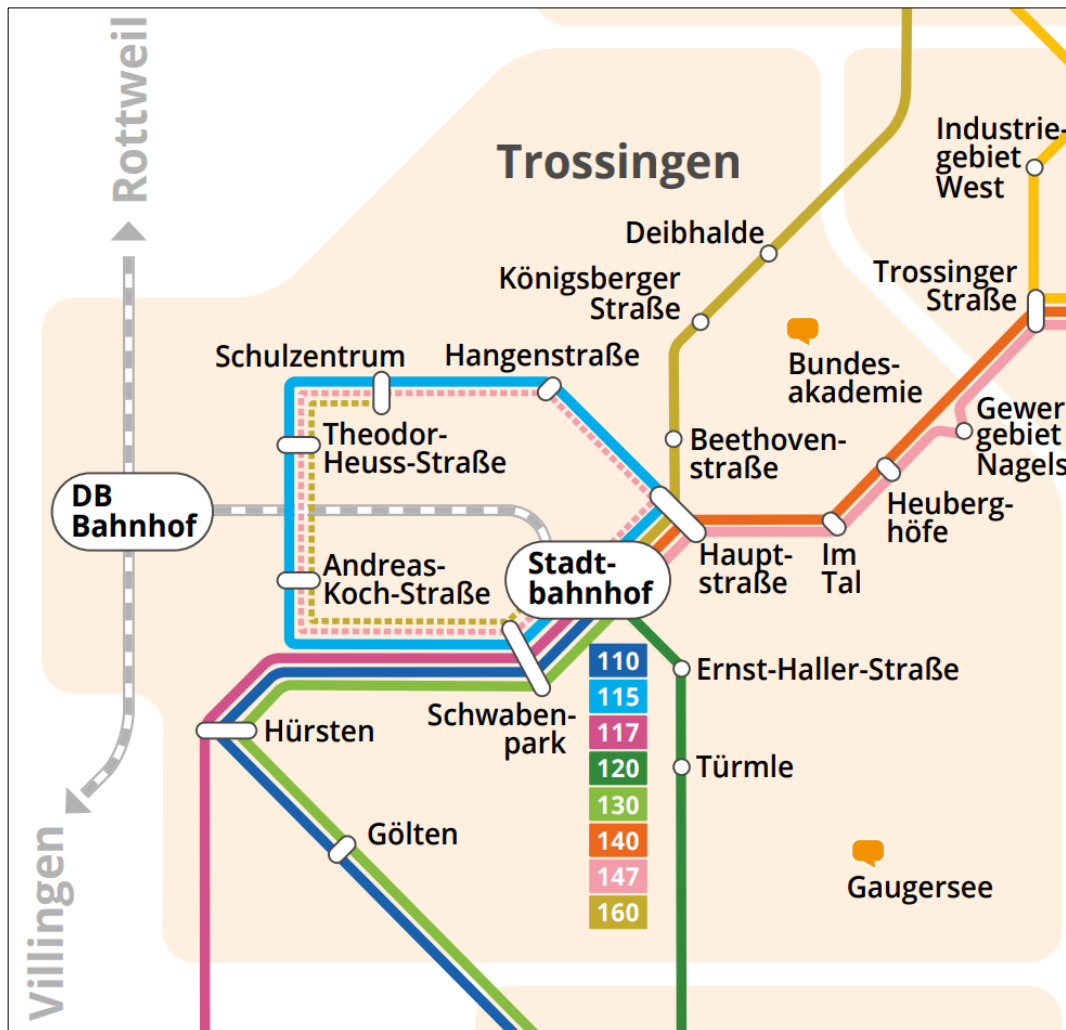 Rottweil
Trossingen
Industrie-
gebiet
West
Deibhalde
Königsberger
Straße
Trossinger
Straße
Schulzentrum
Hangenstraße
Bundes-
akademie
Theodor-
Heuss-Straße
Beethoven-
straße
Gewer
gebiet
Nagels
DB
Bahnhof
Heuberg-
höfe
Stadt-
bahnhof
Haupt-
straße
Im
Tal
Andreas-
Koch-Straße
110
115
117
120
130
140
147
160
Ernst-Haller-Straße
Schwaben-
park
Hürsten
Türmle
Gölten
Gaugersee
Villingen